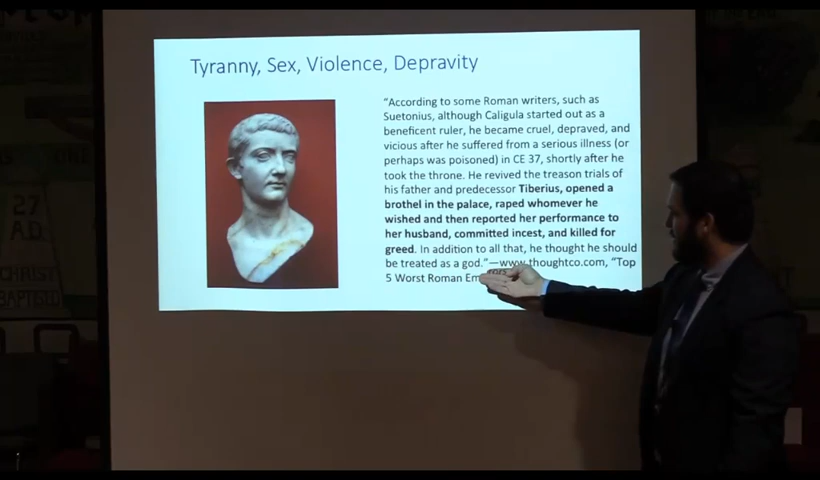 Tyranny, Sex, Violence, Depravity
“According to some Roman writers, such as
Suetonius, although Caligula started out as a
beneficent ruler, he became cruel, depraved, and
vicious after he suffered from a serious illness (or
perhaps was poisoned) in CE 37, shortly after he
took the throne. He revived the treason trials of
his father and predecessor Tiberius, opened a
brothel in the palace, raped whomever he
wished and then reported her performance to
her husband, committed incest, and killed for
greed. In addition to all that, he thought he should
be treated as a god.”—www.thoughtco.com, “Top
5 Worst Roman
27
A.D.
CHRIST
BAPTISED